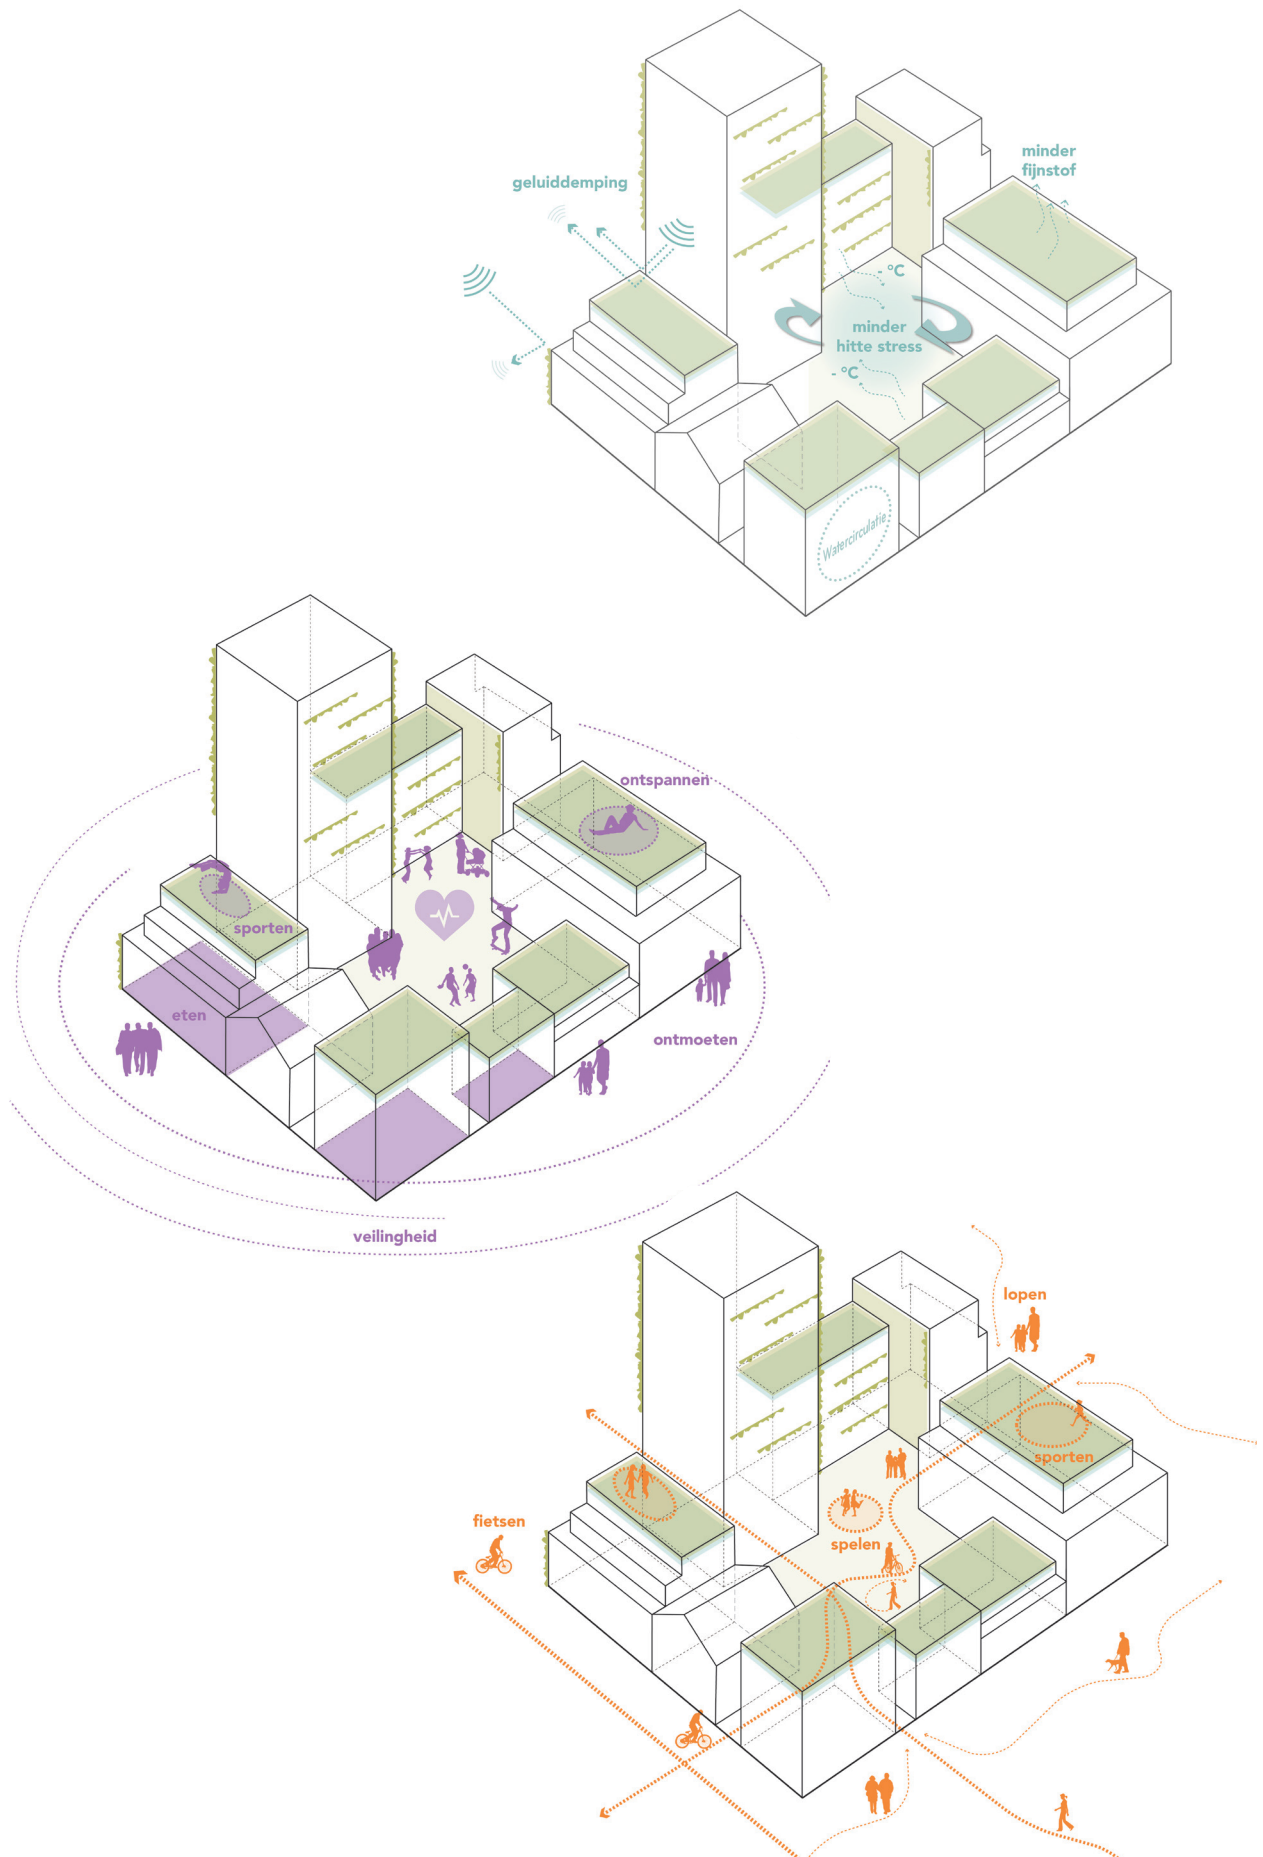 minder
fijnstof
geluiddemping
- °C
minder
hitte stress
- °C
Watercirculatie
ontspannen
sporten
eten
ontmoeten
veilingheid
lopen
sporten
fietsen
spelen